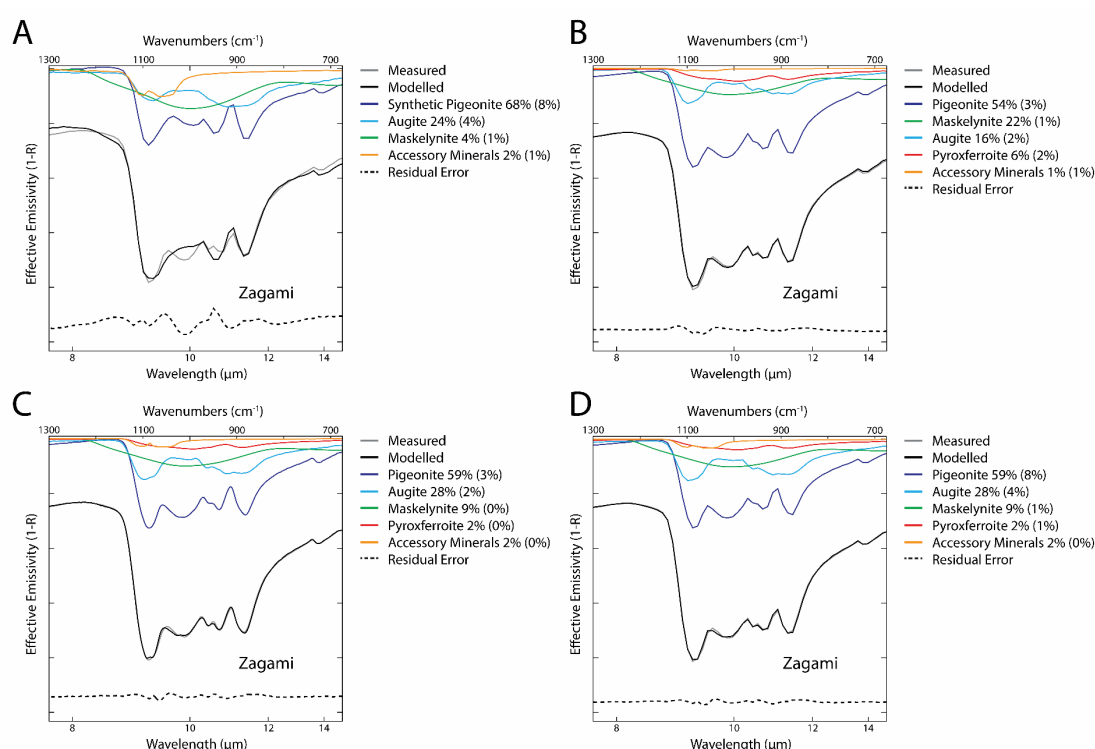 A
Wavenumbers (cm⁻¹)
1300 1100 900 700
Effective Emissivity (1-R)
Measured
Modelled
Synthetic Pigeonite 68% (8%)
Augite 24% (4%)
Maskelynite 4% (1%)
Accessory Minerals 2% (1%)
Residual Error
Zagami
8 10 12 14
Wavelength (µm)
B
Wavenumbers (cm⁻¹)
1300 1100 900 700
Effective Emissivity (1-R)
Measured
Modelled
Pigeonite 54% (3%)
Maskelynite 22% (1%)
Augite 16% (2%)
Pyroxferroite 6% (2%)
Accessory Minerals 1% (1%)
Residual Error
Zagami
8 10 12 14
Wavelength (µm)
C
Wavenumbers (cm⁻¹)
1300 1100 900 700
Effective Emissivity (1-R)
Measured
Modelled
Pigeonite 59% (3%)
Augite 28% (2%)
Maskelynite 9% (0%)
Pyroxferroite 2% (0%)
Accessory Minerals 2% (0%)
Residual Error
Zagami
8 10 12 14
Wavelength (µm)
D
Wavenumbers (cm⁻¹)
1300 1100 900 700
Effective Emissivity (1-R)
Measured
Modelled
Pigeonite 59% (8%)
Augite 28% (4%)
Maskelynite 9% (1%)
Pyroxferroite 2% (1%)
Accessory Minerals 2% (0%)
Residual Error
Zagami
8 10 12 14
Wavelength (µm)